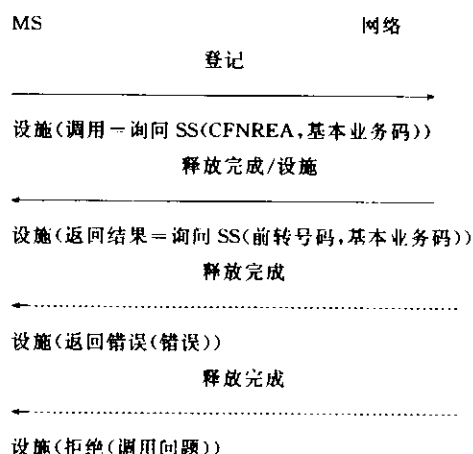 MS 网络
登记
设施(调用=询问 SS(CFNREA,基本业务码))
释放完成/设施
设施(返回结果=询问 SS(前转号码,基本业务码))
释放完成
设施(返回错误(错误))
释放完成
设施(拒绝(调用问题))